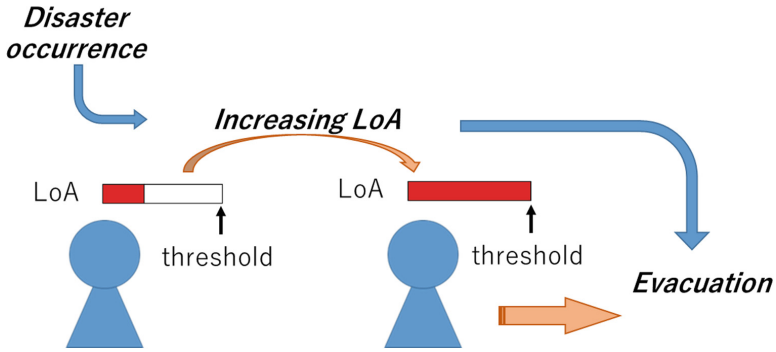 Disaster
occurrence
Increasing LoA
LoA
threshold
LoA
threshold
Evacuation